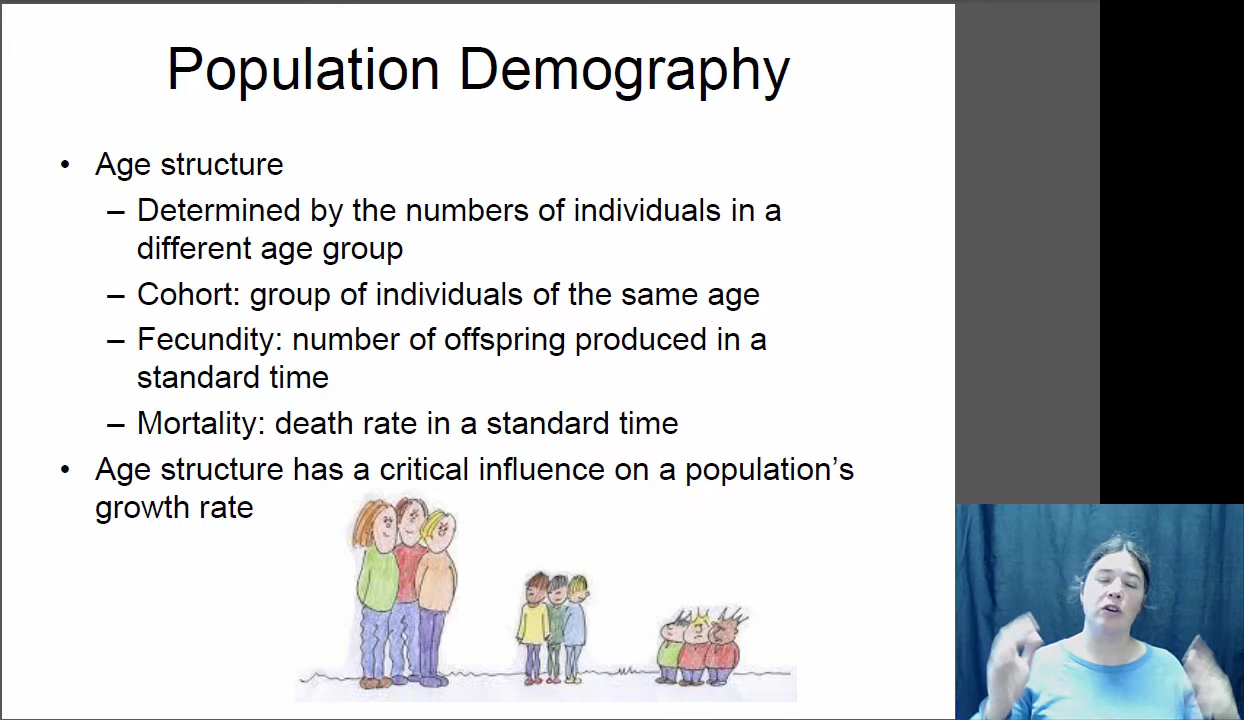 Population Demography
• Age structure
– Determined by the numbers of individuals in a
different age group
– Cohort: group of individuals of the same age
– Fecundity: number of offspring produced in a
standard time
– Mortality: death rate in a standard time
• Age structure has a critical influence on a population’s
growth rate